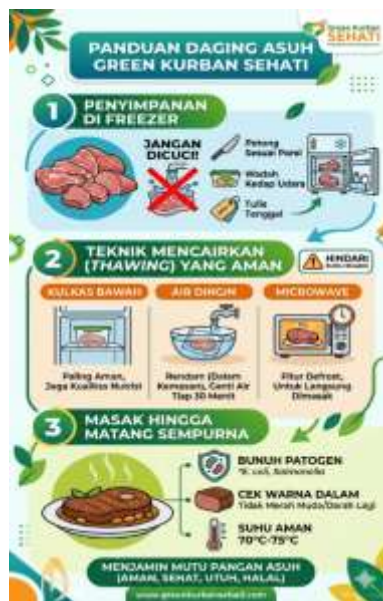 Green Kurban
SEHATI
PANDUAN DAGING ASUH
GREEN KURBAN SEHATI
1 PENYIMPANAN
DI FREEZER
JANGAN
DICUCI!
Potong
Sesuai Porsi
Wadah
Kedap Udara
Tulis
Tanggal
2 TEKNIK MENCAIRKAN
(THAWING) YANG AMAN
HINDARI
KULKAS BAWAH
AIR DINGIN
MICROWAVE
Paling Aman,
Jaga Kualitas Nutrisi
Rendam (Dalam
Kemasan), Ganti Air
Tiap 30 Menit
Fitur Defrost,
Untuk Langsung
Dimasak
3 MASAK HINGGA
MATANG SEMPURNA
BUNUH PATOGEN
*E. coli, Salmonella
CEK WARNA DALAM
Tidak Merah Muda/Darah Lagi
SUHU AMAN
70°C-75°C
MENJAMIN MUTU PANGAN ASUH
(AMAN, SEHAT, UTUH, HALAL)